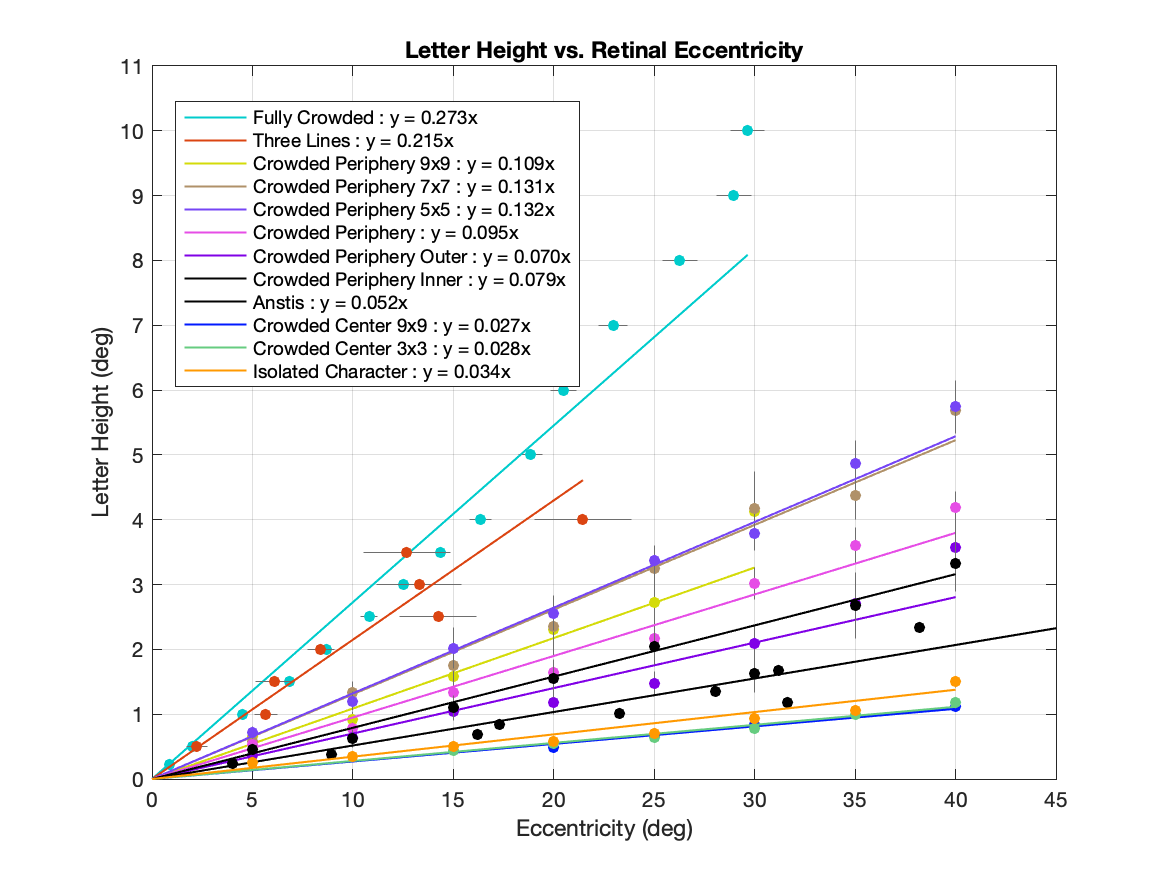 Letter Height vs. Retinal Eccentricity
11
10
9
8
7
6
5
4
3
2
1
0
Letter Height (deg)
Fully Crowded : y = 0.273x
Three Lines : y = 0.215x
Crowded Periphery 9x9 : y = 0.109x
Crowded Periphery 7x7 : y = 0.131x
Crowded Periphery 5x5 : y = 0.132x
Crowded Periphery : y = 0.095x
Crowded Periphery Outer : y = 0.070x
Crowded Periphery Inner : y = 0.079x
Anstis : y = 0.052x
Crowded Center 9x9 : y = 0.027x
Crowded Center 3x3 : y = 0.028x
Isolated Character : y = 0.034x
0 5 10 15 20 25 30 35 40 45
Eccentricity (deg)